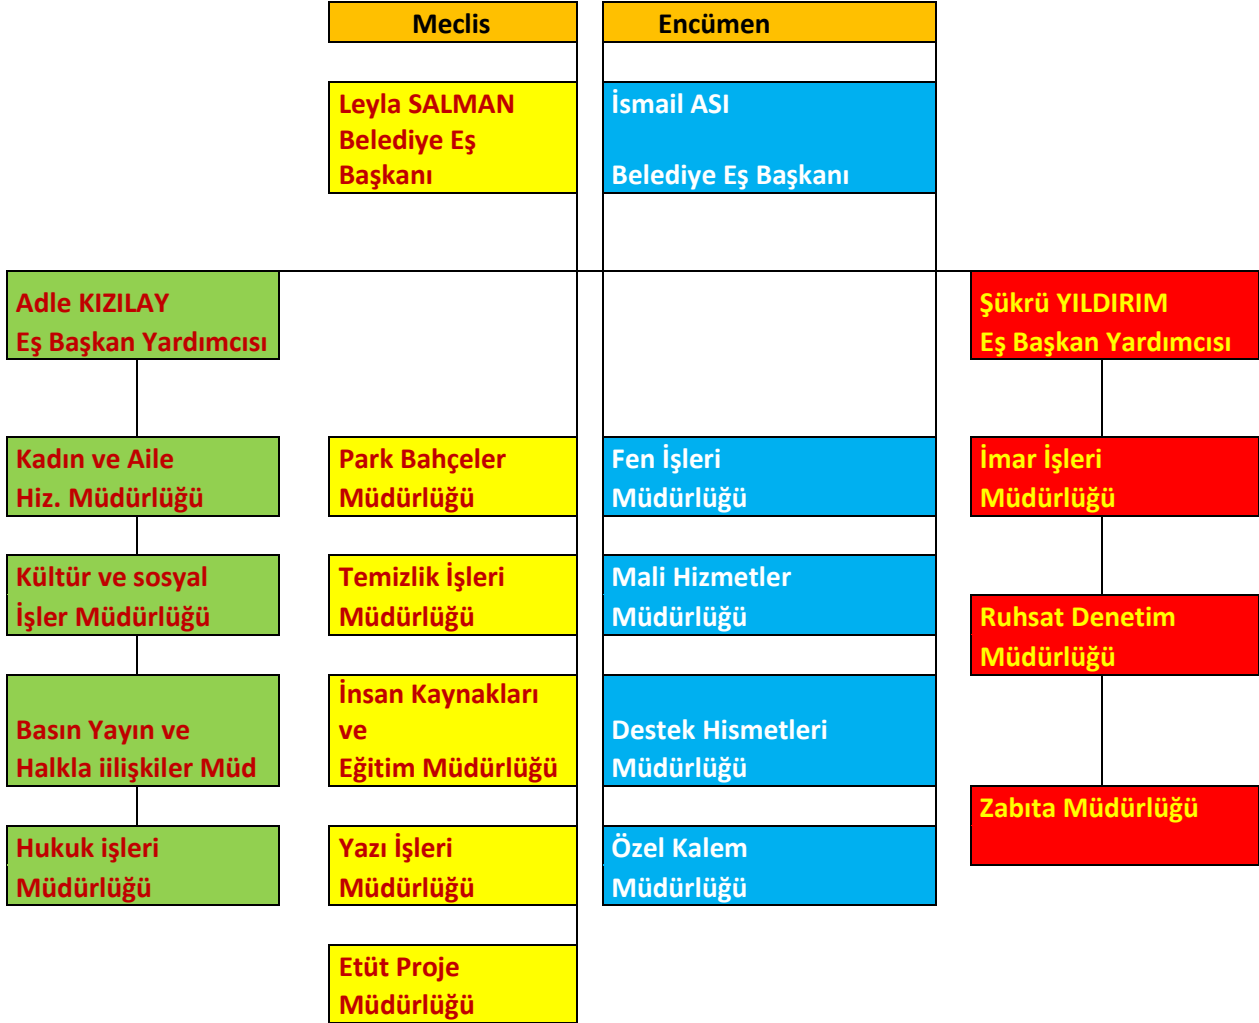 Meclis
Encümen
Leyla SALMAN
Belediye Eş
Başkanı
İsmail ASI
Belediye Eş Başkanı
Adle KIZILAY
Eş Başkan Yardımcısı
Şükrü YILDIRIM
Eş Başkan Yardımcısı
Kadın ve Aile
Hiz. Müdürlüğü
Park Bahçeler
Müdürlüğü
Fen İşleri
Müdürlüğü
İmar İşleri
Müdürlüğü
Kültür ve sosyal
İşler Müdürlüğü
Temizlik İşleri
Müdürlüğü
Mali Hizmetler
Müdürlüğü
Ruhsat Denetim
Müdürlüğü
Basın Yayın ve
Halkla iilişkiler Müd
İnsan Kaynakları
ve
Eğitim Müdürlüğü
Destek Hismetleri
Müdürlüğü
Zabıta Müdürlüğü
Hukuk işleri
Müdürlüğü
Yazı İşleri
Müdürlüğü
Özel Kalem
Müdürlüğü
Etüt Proje
Müdürlüğü